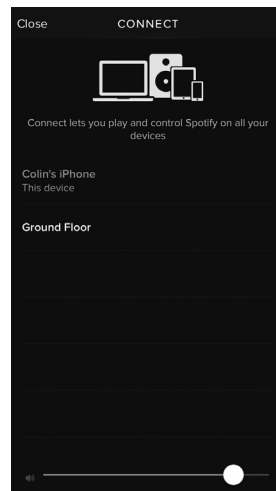 Close CONNECT
Connect lets you play and control Spotify on all your
devices
Colin's iPhone
This device
Ground Floor